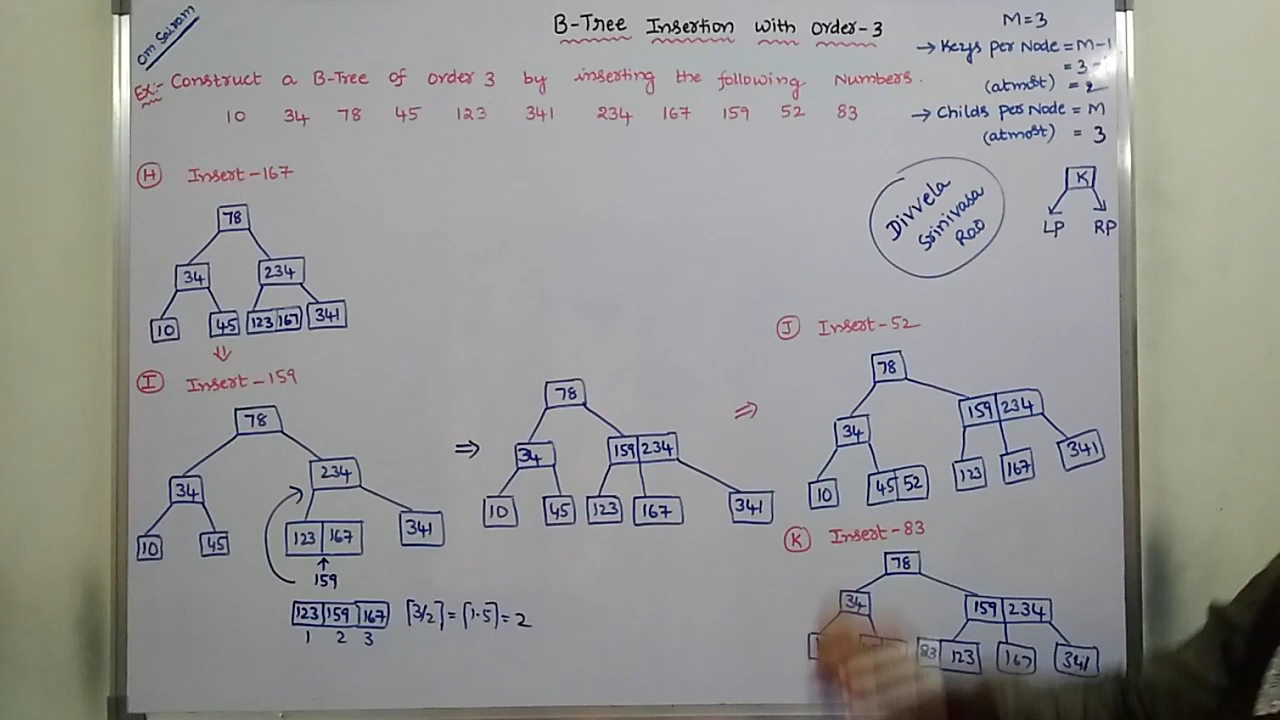 Om Sairam
B-Tree Insertion with order-3
M=3
→ Keys per Node = M-1
= 3-1
(atmost) = 2
→ Childs per Node = M
(atmost) = 3
Ex:- Construct a B-Tree of order 3 by inserting the following Numbers.
10 34 78 45 123 341 234 167 159 52 83
K
LP RP
Divvela
Srinivasa
Rao
H Insert-167
78
34 234
10 45 123 167 341
⇓
I Insert-159
78
34 234
10 45 123 167 341
↑
159
123 159 167 ⌈3/2⌉ = ⌈1.5⌉ = 2
1 2 3
⇒
78
34 159 234
10 45 123 167 341
⇒
J Insert-52
78
34 159 234
10 45 52 123 167 341
K Insert-83
78
34 159 234
83 123 167 341